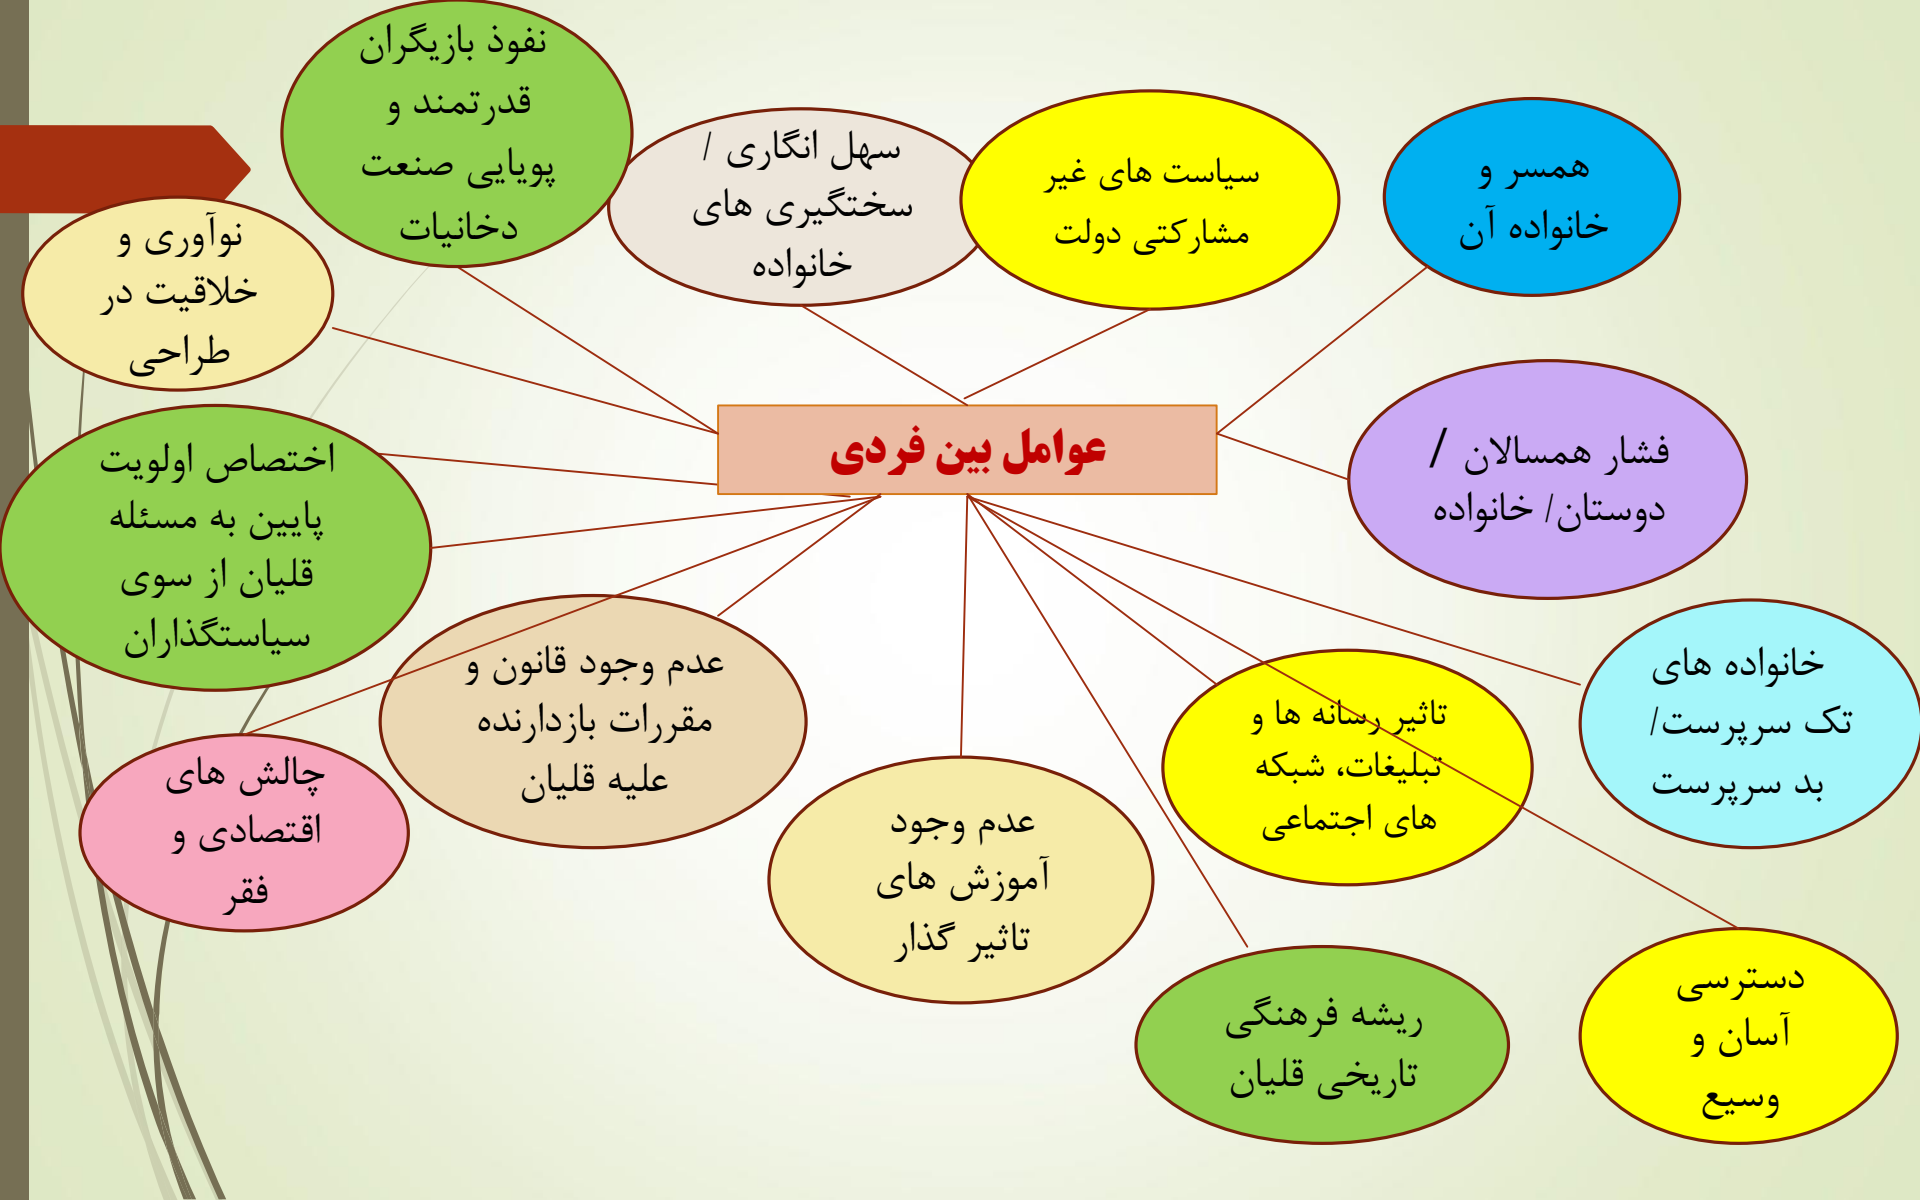 نفوذ بازیگران
قدرتمند و
پویایی صنعت
دخانیات
سهل انگاری /
سختگیری های
خانواده
سیاست های غیر
مشارکتی دولت
همسر و
خانواده آن
نوآوری و
خلاقیت در
طراحی
عوامل بین فردی
فشار همسالان /
دوستان/ خانواده
اختصاص اولویت
پایین به مسئله
قلیان از سوی
سیاستگذاران
عدم وجود قانون و
مقررات بازدارنده
علیه قلیان
خانواده های
تک سرپرست/
بد سرپرست
تاثیر رسانه ها و
تبلیغات، شبکه
های اجتماعی
چالش های
اقتصادی و
فقر
عدم وجود
آموزش های
تاثیر گذار
ریشه فرهنگی
تاریخی قلیان
دسترسی
آسان و
وسیع